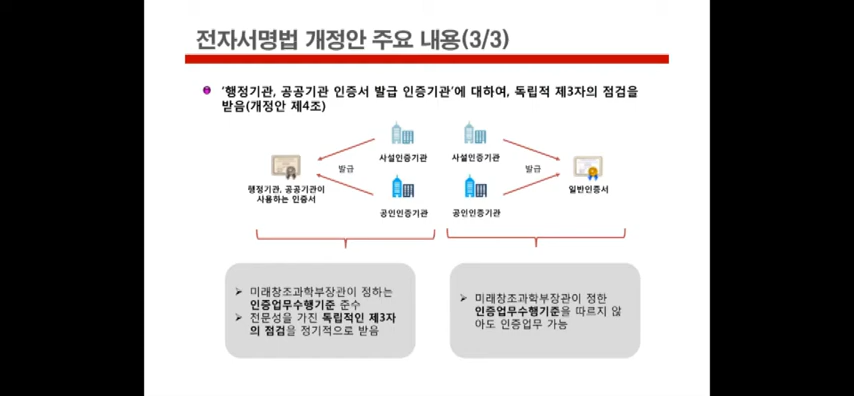 전자서명법 개정안 주요 내용(3/3)
‘행정기관, 공공기관 인증서 발급 인증기관’에 대하여, 독립적 제3자의 점검을
받음(개정안 제4조)
사설인증기관
사설인증기관
발급
발급
행정기관, 공공기관이
사용하는 인증서
일반인증서
공인인증기관
공인인증기관
➢ 미래창조과학부장관이 정하는
인증업무수행기준 준수
➢ 전문성을 가진 독립적인 제3자
의 점검을 정기적으로 받음
➢ 미래창조과학부장관이 정한
인증업무수행기준을 따르지 않
아도 인증업무 가능